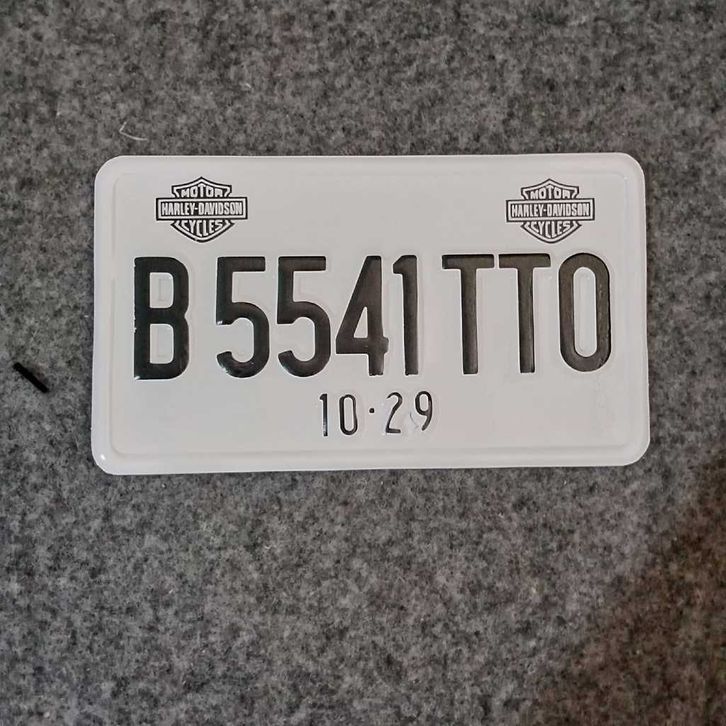 MOTOR MOTOR
HARLEY-DAVIDSON HARLEY-DAVIDSON
CYCLES CYCLES
B 5541 TTO
10·29